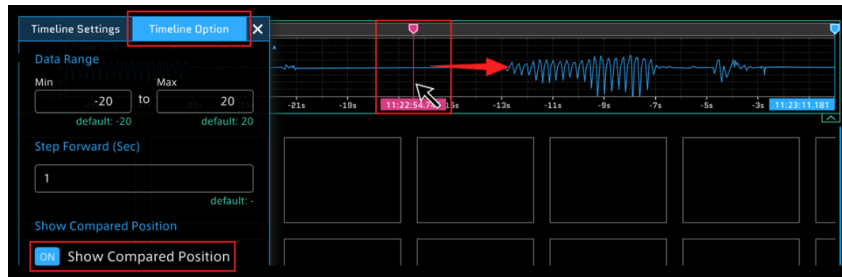 Timeline Settings Timeline Option ×
Data Range
Min Max
-20 to 20
default: -20 default: 20
Step Forward (Sec)
1
default: -
Show Compared Position
ON Show Compared Position
-21s -19s 11:22:54.7 5s -13s -11s -9s -7s -5s -3s 11:23:11.181